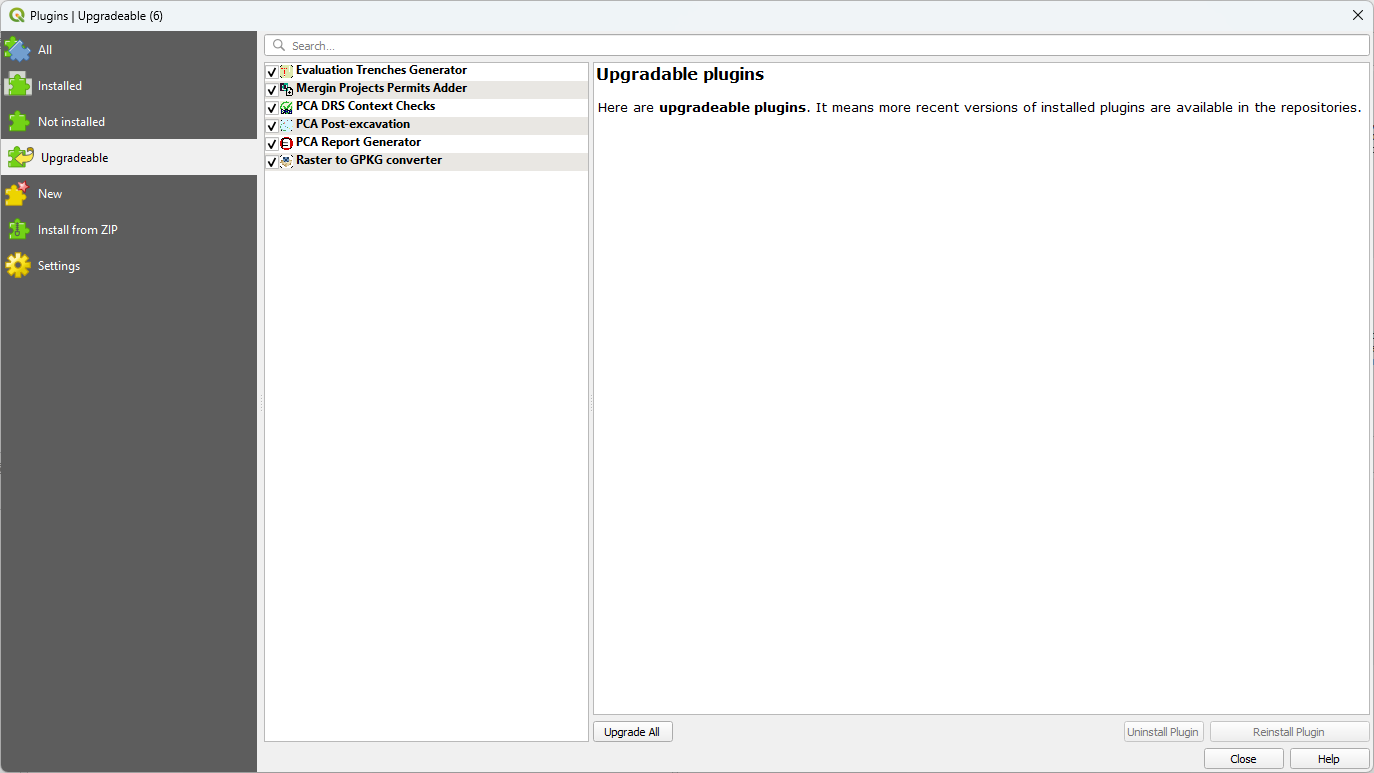 Plugins | Upgradeable (6)
All
Installed
Not installed
Upgradeable
New
Install from ZIP
Settings
Search...
Evaluation Trenches Generator
Mergin Projects Permits Adder
PCA DRS Context Checks
PCA Post-excavation
PCA Report Generator
Raster to GPKG converter
Upgradable plugins
Here are upgradeable plugins. It means more recent versions of installed plugins are available in the repositories.
Upgrade All
Uninstall Plugin
Reinstall Plugin
Close
Help